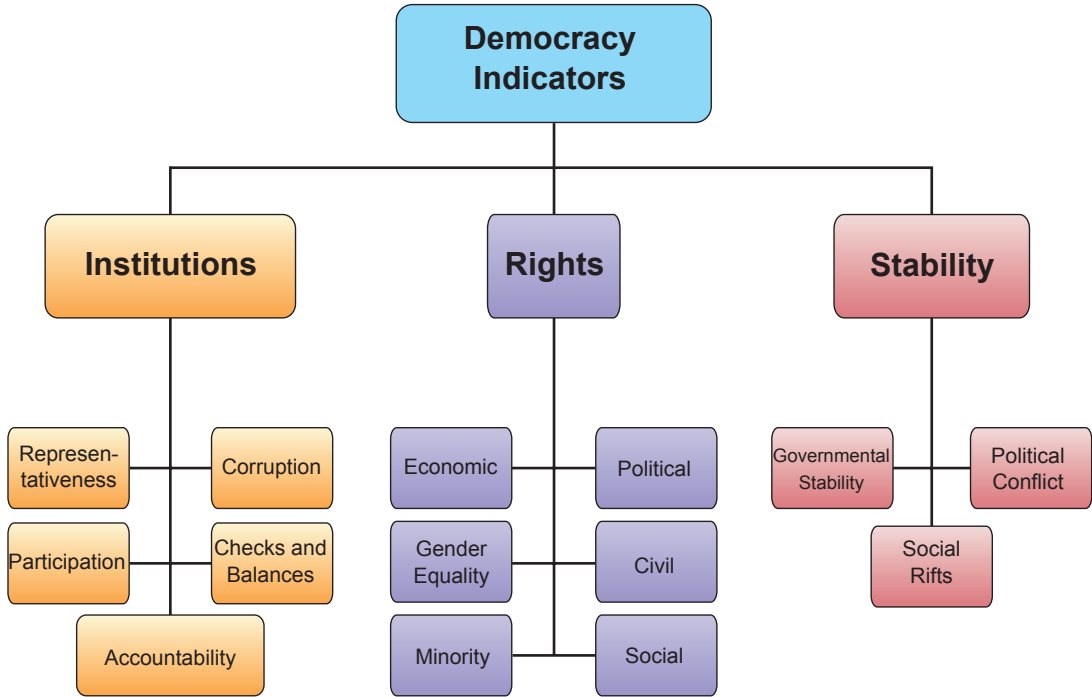 Democracy
Indicators
Institutions
Rights
Stability
Represen-
tativeness
Corruption
Participation
Checks and
Balances
Accountability
Economic
Political
Gender
Equality
Civil
Minority
Social
Governmental
Stability
Political
Conflict
Social
Rifts